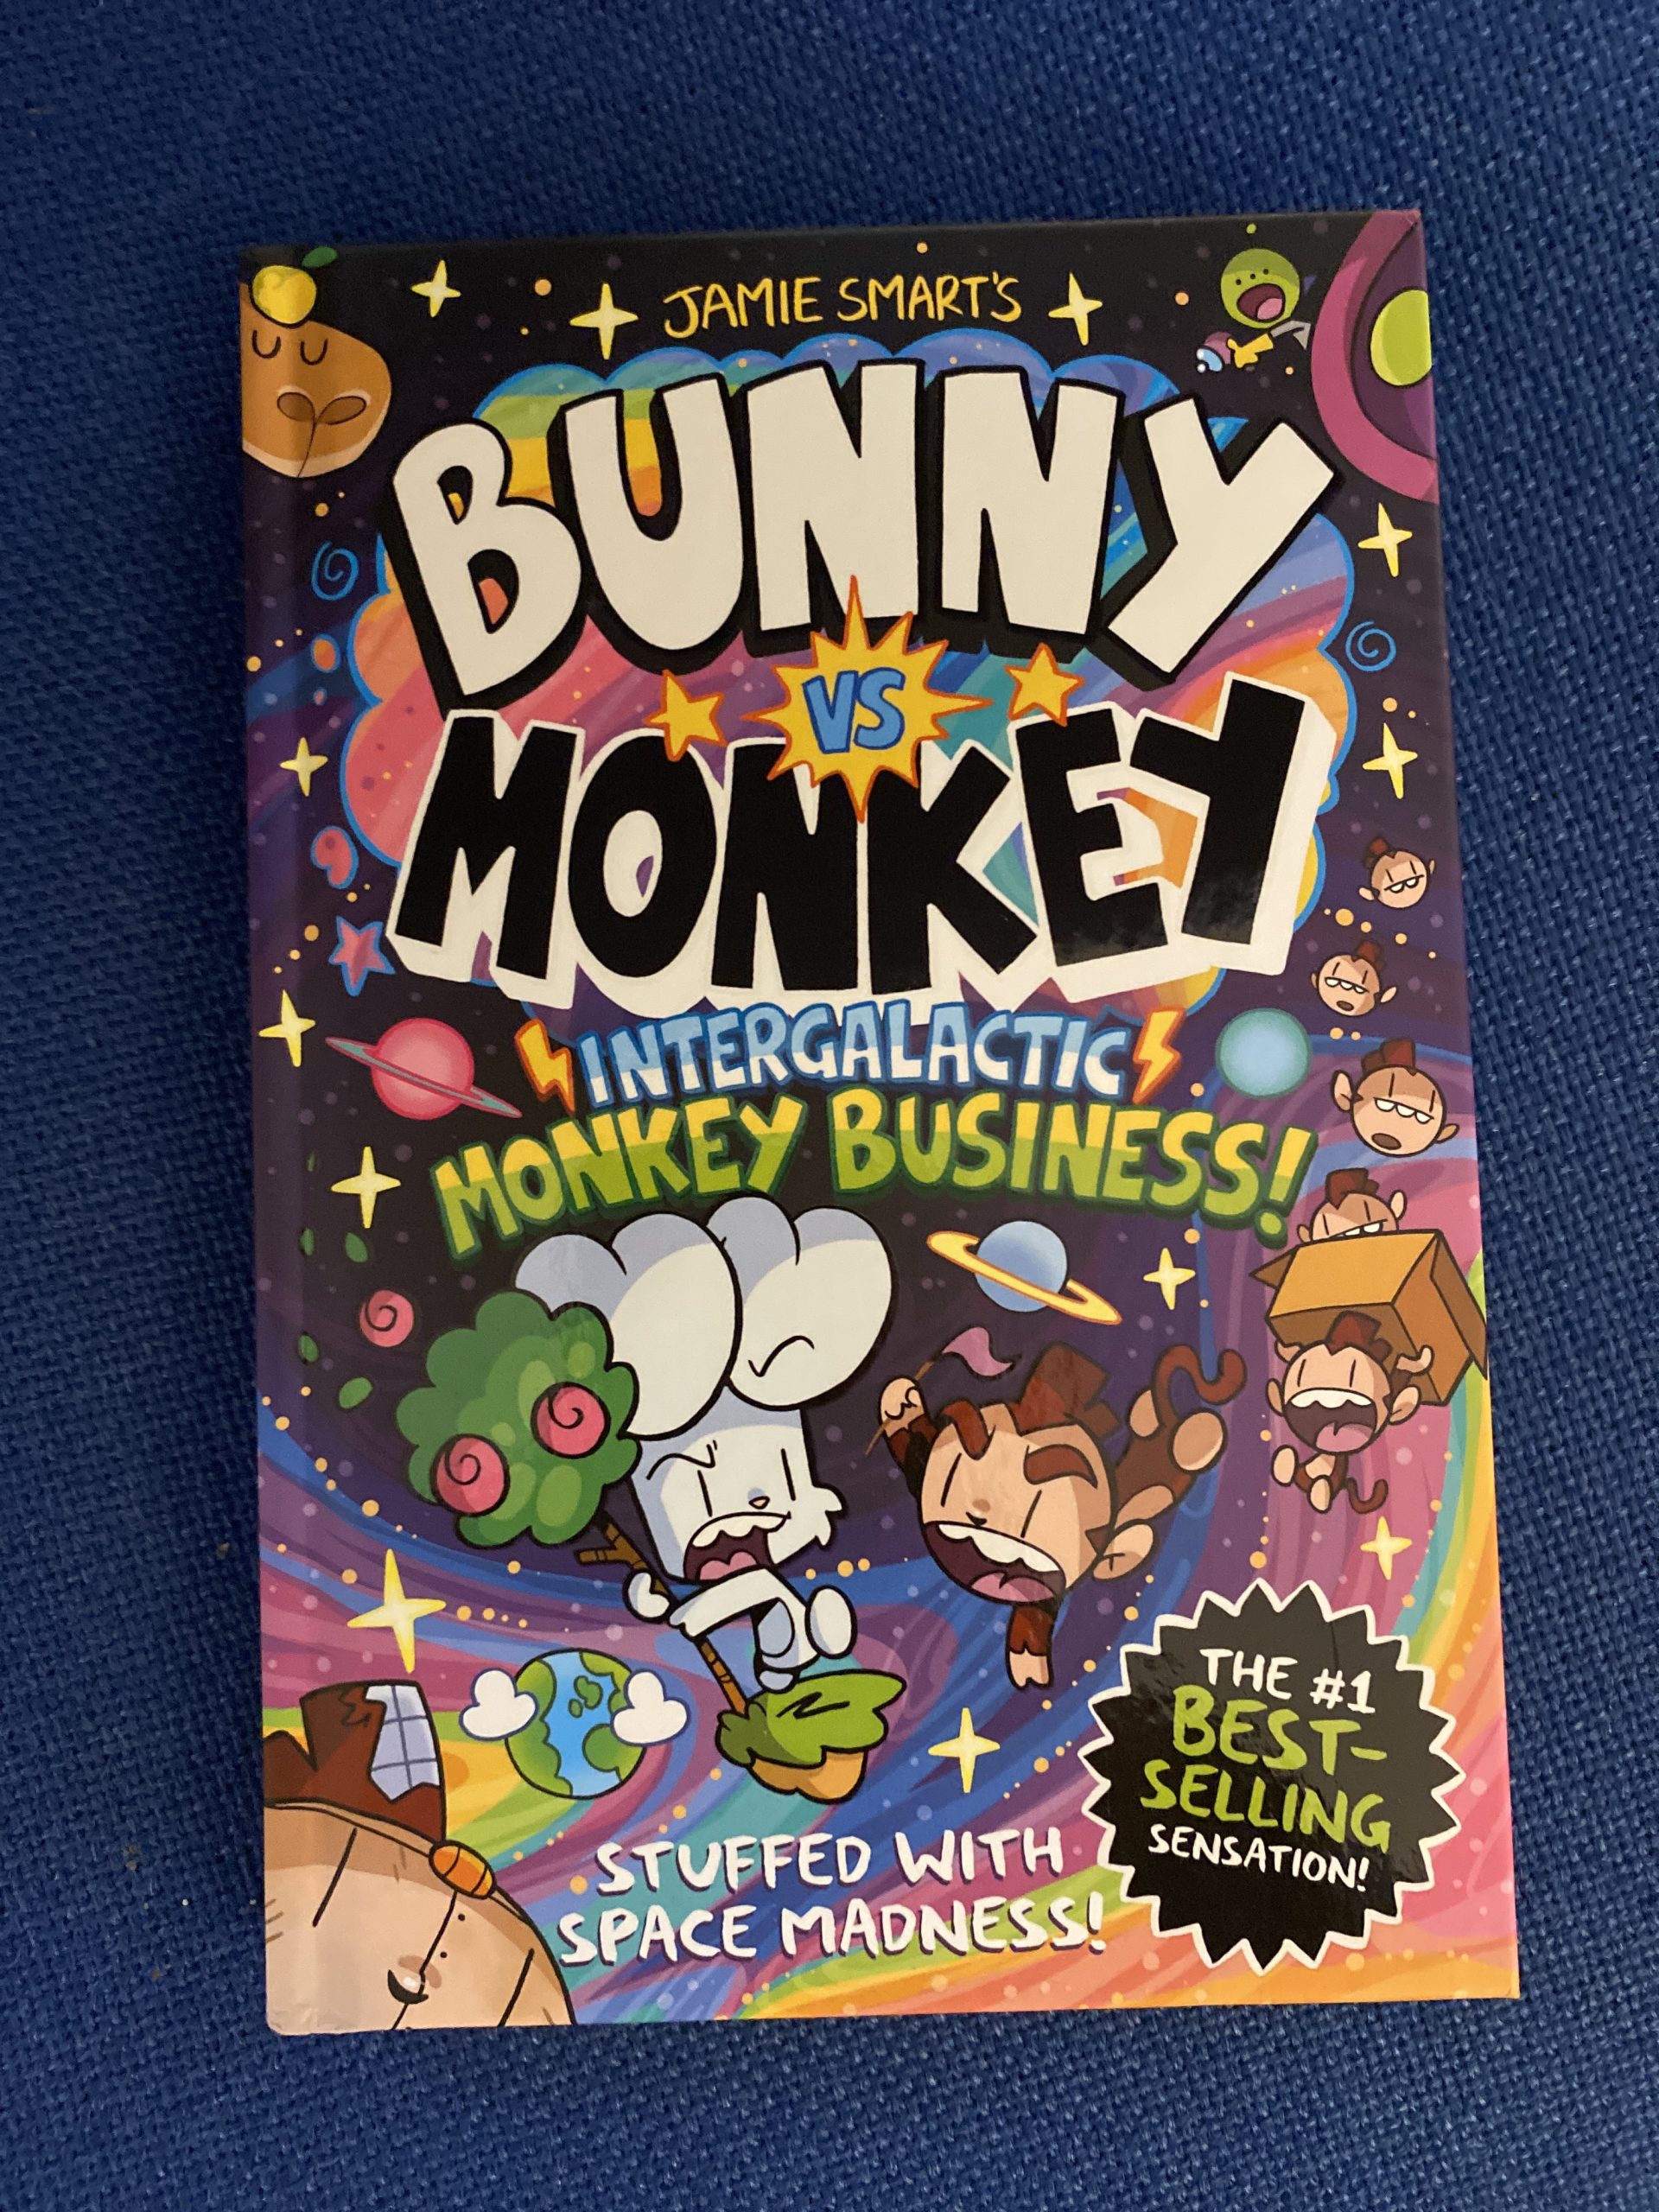 JAMIE SMART'S
BUNNY
VS
MONKEY
INTERGALACTIC
MONKEY BUSINESS!
THE #1
BEST-
SELLING
SENSATION!
STUFFED WITH
SPACE MADNESS!